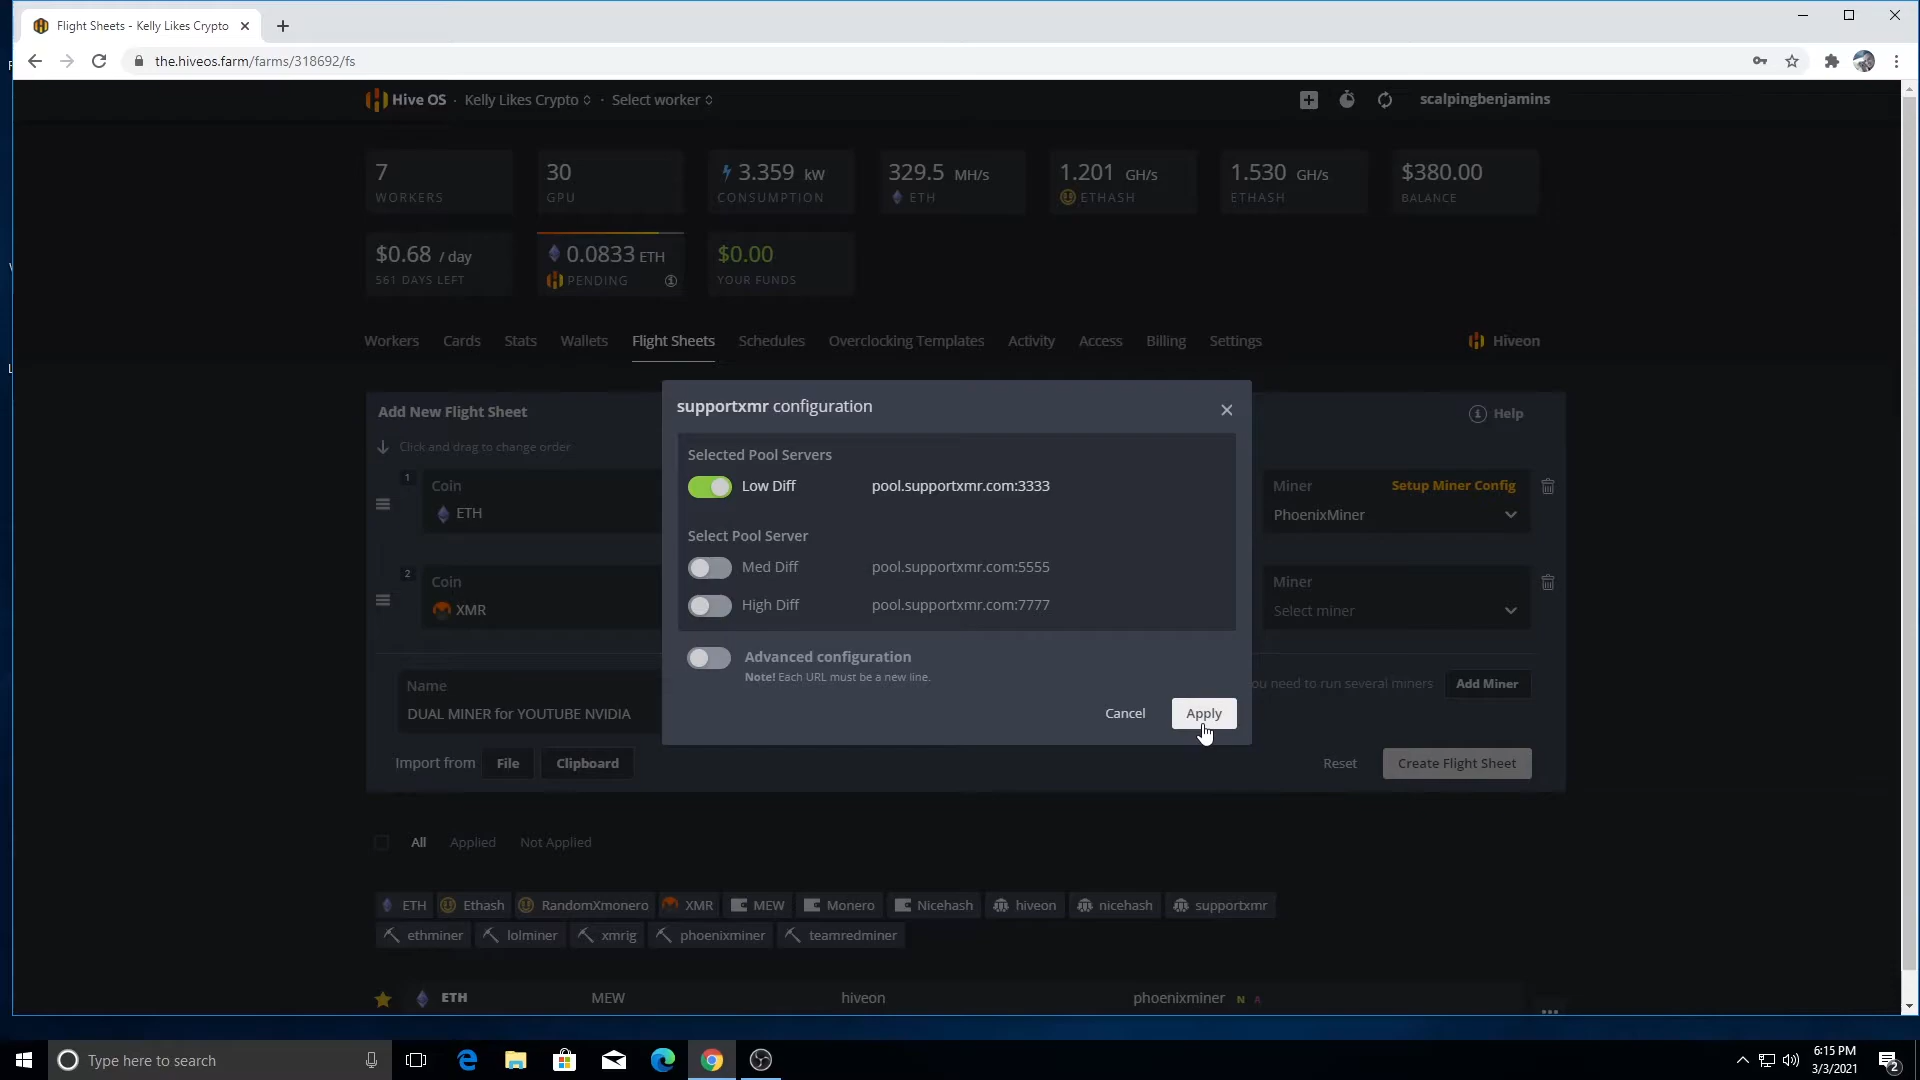 Flight Sheets - Kelly Likes Crypto
the.hiveos.farm/farms/318692/fs
Hive OS · Kelly Likes Crypto · Select worker
scalpingbenjamins
7
WORKERS
30
GPU
3.359 kW
CONSUMPTION
329.5 MH/s
ETH
1.201 GH/s
ETHASH
1.530 GH/s
ETHASH
$380.00
BALANCE
$0.68 / day
561 DAYS LEFT
0.0833 ETH
PENDING
$0.00
YOUR FUNDS
Workers Cards Stats Wallets Flight Sheets Schedules Overclocking Templates Activity Access Billing Settings Hiveon
Add New Flight Sheet
Help
Click and drag to change order
1
Coin
ETH
Miner Setup Miner Config
PhoenixMiner
2
Coin
XMR
Miner
Select miner
supportxmr configuration
Selected Pool Servers
Low Diff pool.supportxmr.com:3333
Select Pool Server
Med Diff pool.supportxmr.com:5555
High Diff pool.supportxmr.com:7777
Advanced configuration
Note! Each URL must be a new line.
Cancel Apply
Name
DUAL MINER for YOUTUBE NVIDIA
ou need to run several miners Add Miner
Import from File Clipboard
Reset Create Flight Sheet
All Applied Not Applied
ETH Ethash RandomXmonero XMR MEW Monero Nicehash hiveon nicehash supportxmr
ethminer lolminer xmrig phoenixminer teamredminer
ETH MEW hiveon phoenixminer N A
Type here to search
6:15 PM
3/3/2021
2